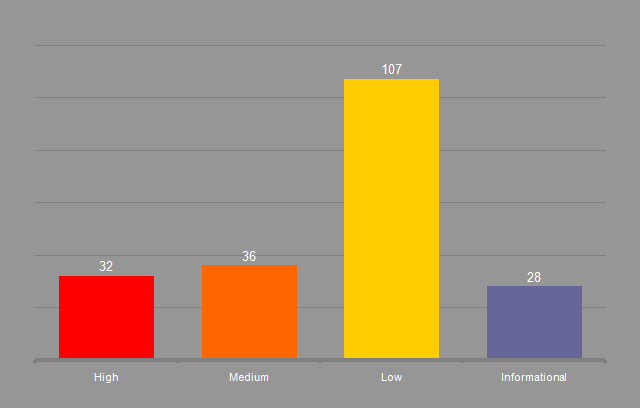 107
36
32
28
High
Medium
Low
Informational